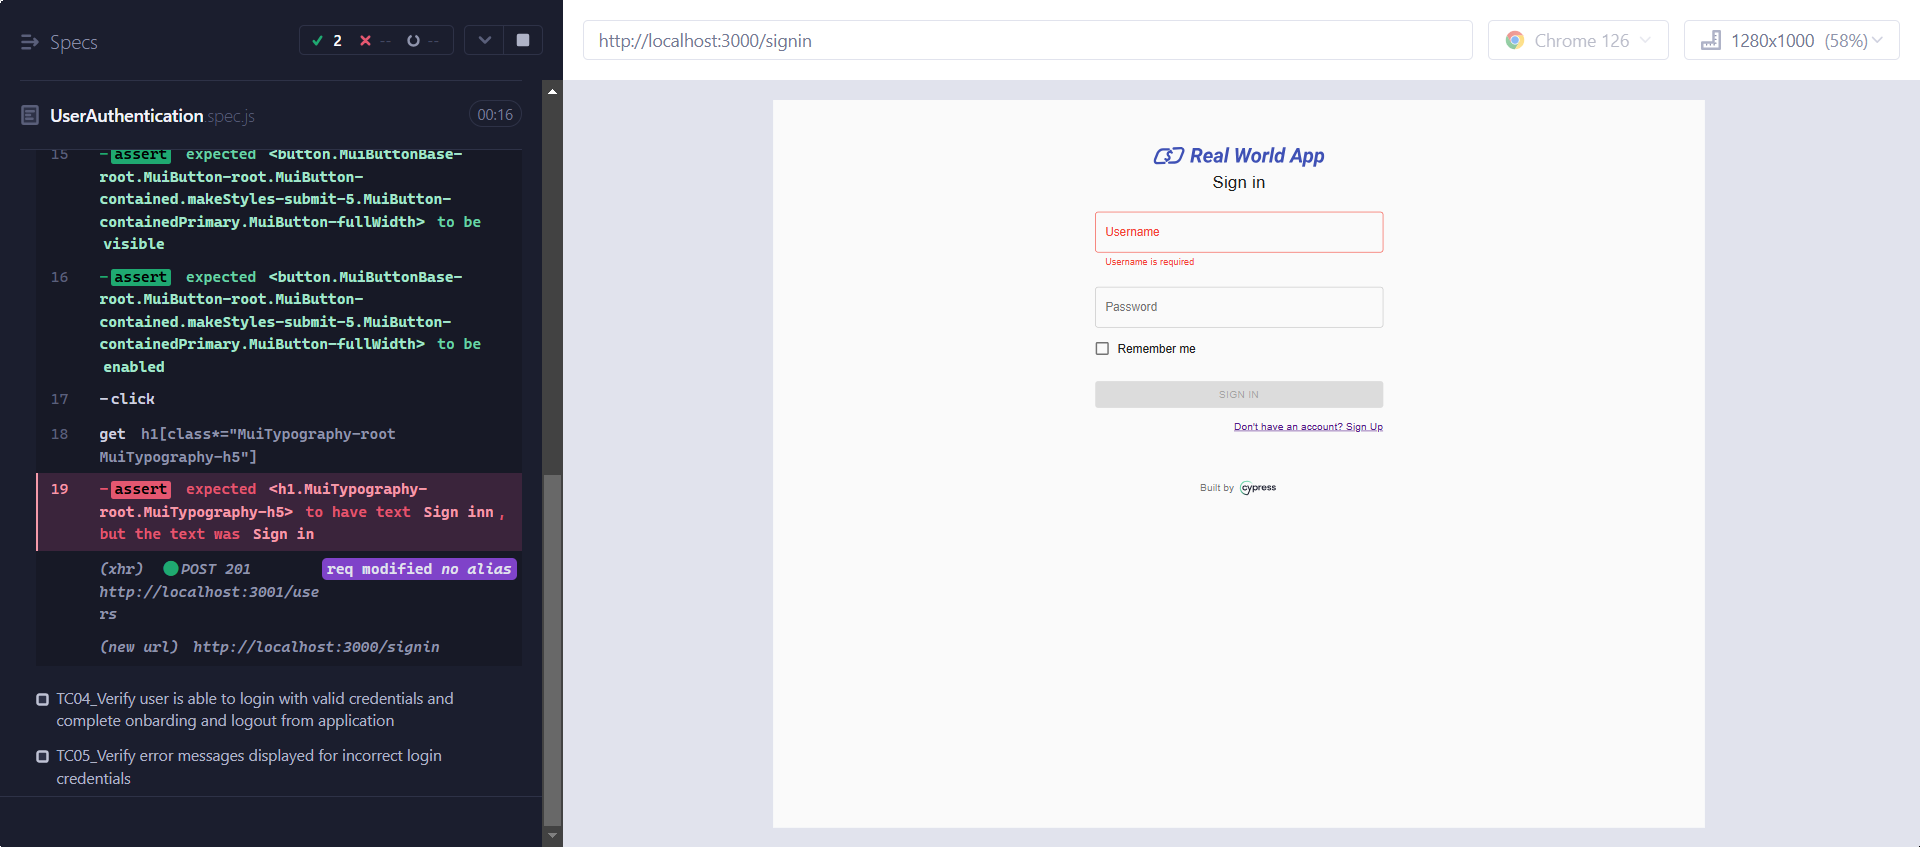 Specs
2 -- --
UserAuthentication.spec.js 00:16
15 -assert expected <button.MuiButtonBase-
root.MuiButton-root.MuiButton-
contained.makeStyles-submit-5.MuiButton-
containedPrimary.MuiButton-fullWidth> to be
visible
16 -assert expected <button.MuiButtonBase-
root.MuiButton-root.MuiButton-
contained.makeStyles-submit-5.MuiButton-
containedPrimary.MuiButton-fullWidth> to be
enabled
17 -click
18 get h1[class*="MuiTypography-root
MuiTypography-h5"]
19 -assert expected <h1.MuiTypography-
root.MuiTypography-h5> to have text Sign inn,
but the text was Sign in
(xhr) POST 201 req modified no alias
http://localhost:3001/use
rs
(new url) http://localhost:3000/signin
TC04_Verify user is able to login with valid credentials and
complete onbarding and logout from application
TC05_Verify error messages displayed for incorrect login
credentials
http://localhost:3000/signin
Chrome 126
1280x1000 (58%)
Real World App
Sign in
Username
Username is required
Password
Remember me
SIGN IN
Don't have an account? Sign Up
Built by cypress